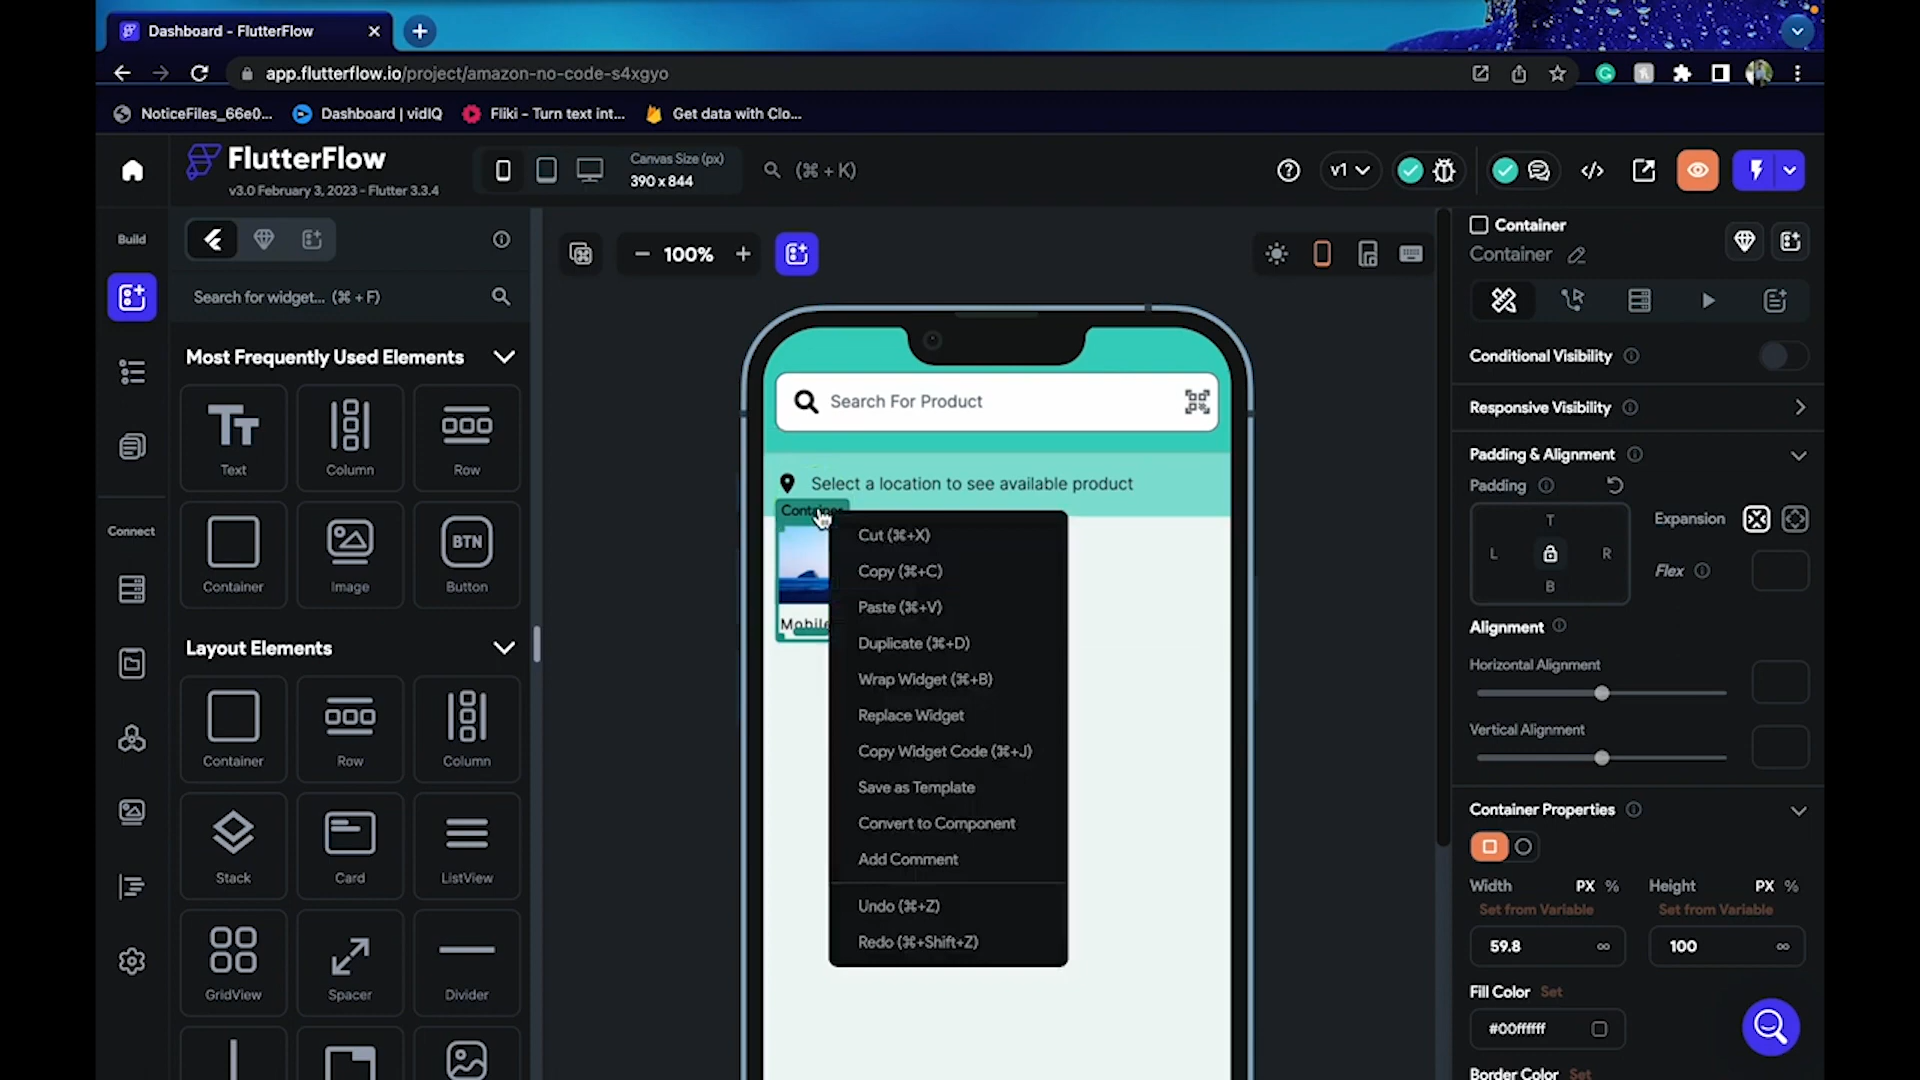 Dashboard - FlutterFlow
app.flutterflow.io/project/amazon-no-code-s4xgyo
NoticeFiles_66e0... Dashboard | vidIQ Fliki - Turn text int... Get data with Clo...
FlutterFlow
v3.0 February 3, 2023 - Flutter 3.3.4
Canvas Size (px)
390 x 844
(⌘ + K)
v1
Build
Search for widget... (⌘ + F)
Most Frequently Used Elements
Text Column Row
Container Image Button
BTN
Connect
Layout Elements
Container Row Column
Stack Card ListView
GridView Spacer Divider
100%
Search For Product
Select a location to see available product
Container
Mobile
Cut (⌘+X)
Copy (⌘+C)
Paste (⌘+V)
Duplicate (⌘+D)
Wrap Widget (⌘+B)
Replace Widget
Copy Widget Code (⌘+J)
Save as Template
Convert to Component
Add Comment
Undo (⌘+Z)
Redo (⌘+Shift+Z)
Container
Container
Conditional Visibility
Responsive Visibility
Padding & Alignment
Padding
T
L R
B
Expansion
Flex
Alignment
Horizontal Alignment
Vertical Alignment
Container Properties
Width PX % Height PX %
Set from Variable Set from Variable
59.8 ∞ 100 ∞
Fill Color Set
#00ffffff
Border Color Set